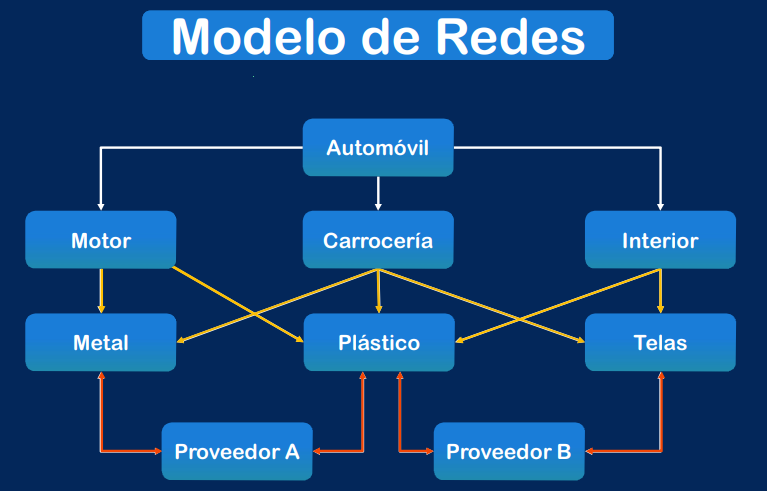 Modelo de Redes
Automóvil
Motor
Carrocería
Interior
Metal
Plástico
Telas
Proveedor A
Proveedor B